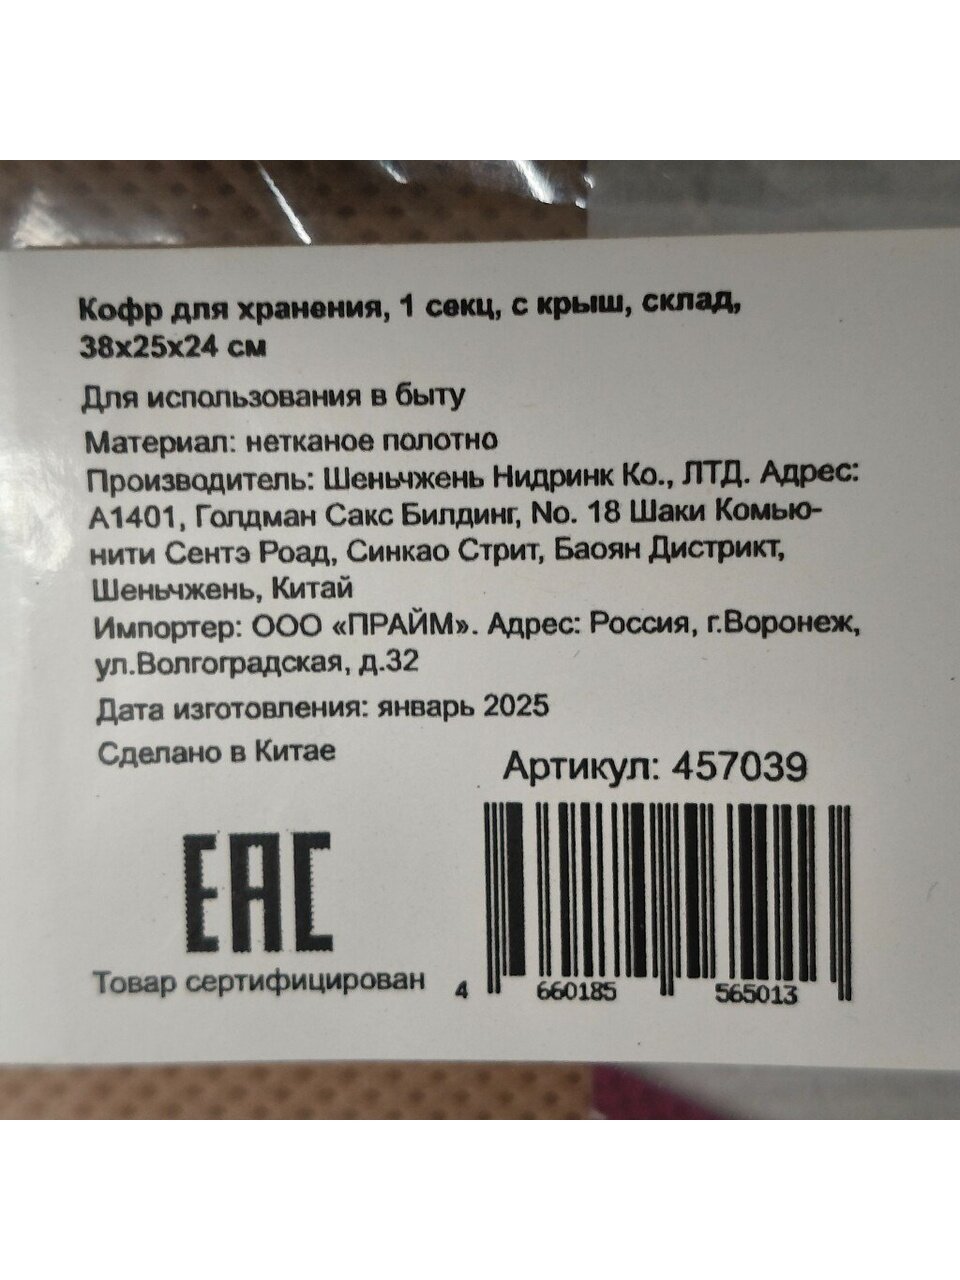 Кофр для хранения, 1 секц, с крыш, склад,
38х25х24 см
Для использования в быту
Материал: нетканое полотно
Производитель: Шеньчжень Нидринк Ко., ЛТД. Адрес:
А1401, Голдман Сакс Билдинг, No. 18 Шаки Комью-
нити Сентэ Роад, Синкао Стрит, Баоян Дистрикт,
Шеньчжень, Китай
Импортер: ООО «ПРАЙМ». Адрес: Россия, г.Воронеж,
ул.Волгоградская, д.32
Дата изготовления: январь 2025
Сделано в Китае
Артикул: 457039
ЕАС
Товар сертифицирован
4 660185 565013